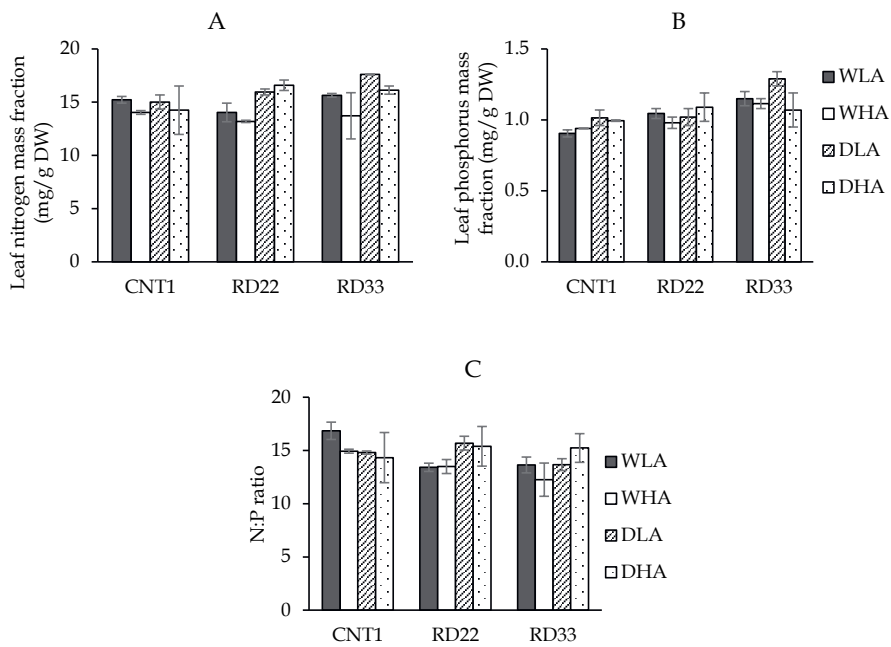 A
Leaf nitrogen mass fraction
(mg/g DW)
20
15
10
5
0
CNT1 RD22 RD33
B
Leaf phosphorus mass
fraction (mg/g DW)
1.5
1.0
0.5
0.0
CNT1 RD22 RD33
WLA
WHA
DLA
DHA
C
N:P ratio
20
15
10
5
0
CNT1 RD22 RD33
WLA
WHA
DLA
DHA